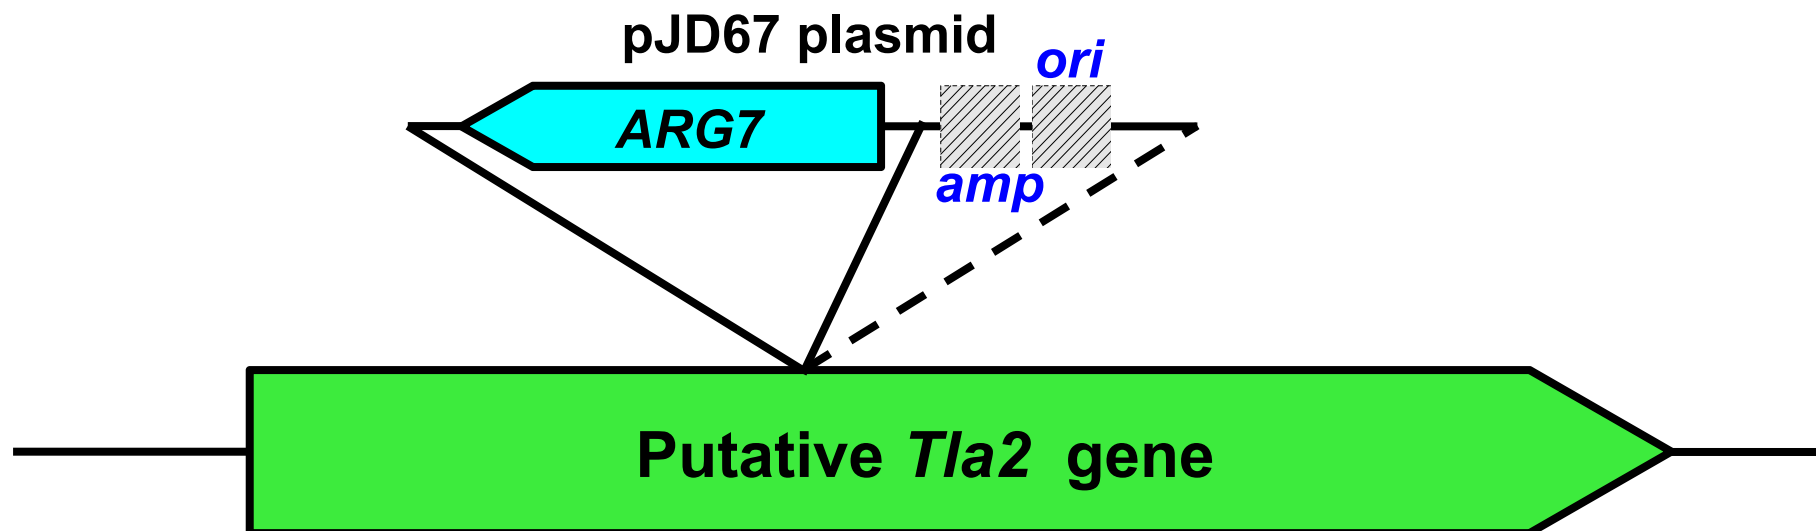 pJD67 plasmid
ori
ARG7
amp
Putative Tla2 gene